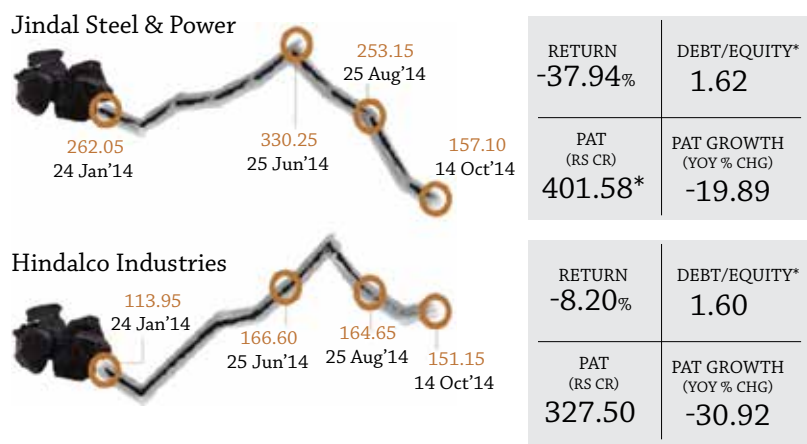 Jindal Steel & Power
262.05
24 Jan'14
330.25
25 Jun'14
253.15
25 Aug'14
157.10
14 Oct'14
RETURN
-37.94%
DEBT/EQUITY*
1.62
PAT
(RS CR)
401.58*
PAT GROWTH
(YOY % CHG)
-19.89
Hindalco Industries
113.95
24 Jan'14
166.60
25 Jun'14
164.65
25 Aug'14
151.15
14 Oct'14
RETURN
-8.20%
DEBT/EQUITY*
1.60
PAT
(RS CR)
327.50
PAT GROWTH
(YOY % CHG)
-30.92